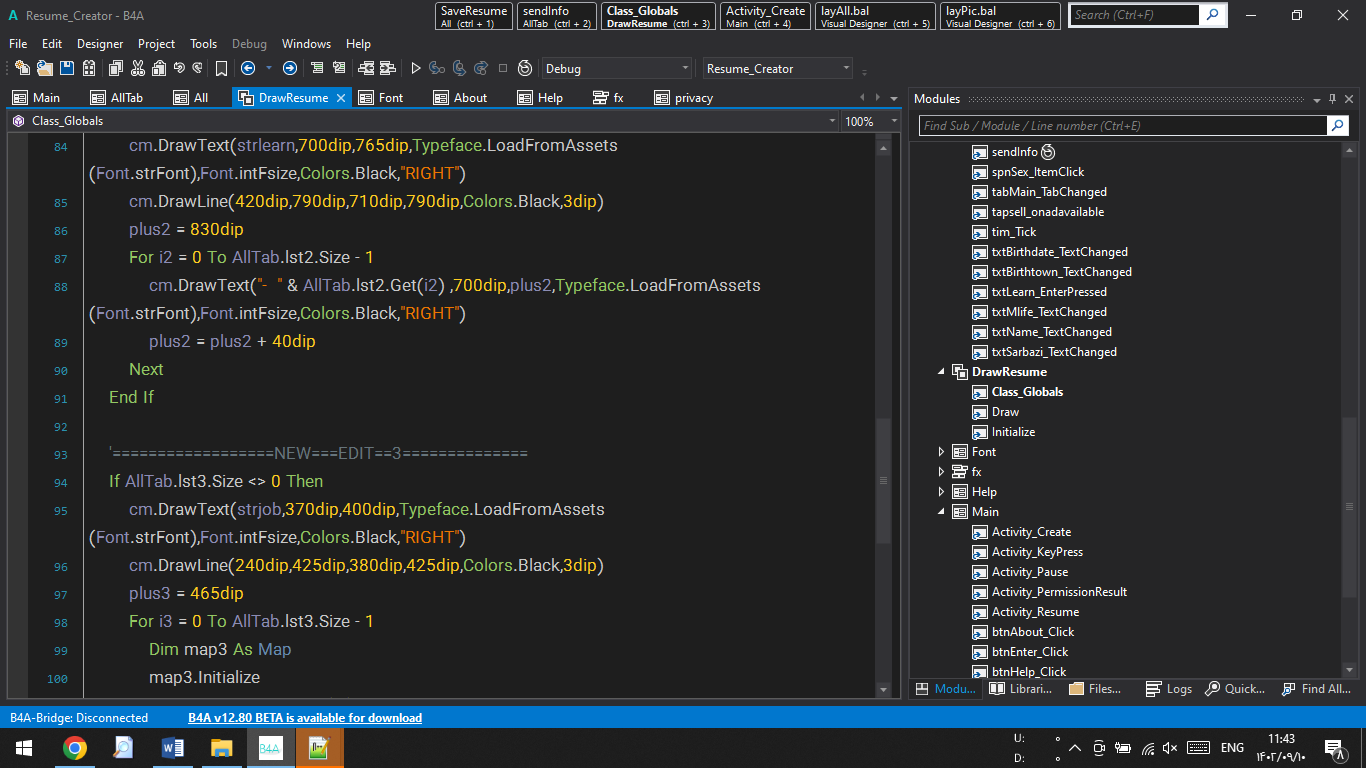 A Resume_Creator - B4A
SaveResume
All (ctrl + 1)
sendInfo
AllTab (ctrl + 2)
Class_Globals
DrawResume (ctrl + 3)
Activity_Create
Main (ctrl + 4)
layAll.bal
Visual Designer (ctrl + 5)
layPic.bal
Visual Designer (ctrl + 6)
Search (Ctrl+F)
File Edit Designer Project Tools Debug Windows Help
Debug Resume_Creator
Main AllTab All DrawResume Font About Help fx privacy
Class_Globals 100%
84 cm.DrawText(strlearn,700dip,765dip,Typeface.LoadFromAssets
(Font.strFont),Font.intFsize,Colors.Black,"RIGHT")
85 cm.DrawLine(420dip,790dip,710dip,790dip,Colors.Black,3dip)
86 plus2 = 830dip
87 For i2 = 0 To AllTab.lst2.Size - 1
88 cm.DrawText("-  " & AllTab.lst2.Get(i2) ,700dip,plus2,Typeface.LoadFromAssets
(Font.strFont),Font.intFsize,Colors.Black,"RIGHT")
89 plus2 = plus2 + 40dip
90 Next
91 End If
92
93 '==================NEW===EDIT==3==============
94 If AllTab.lst3.Size <> 0 Then
95 cm.DrawText(strjob,370dip,400dip,Typeface.LoadFromAssets
(Font.strFont),Font.intFsize,Colors.Black,"RIGHT")
96 cm.DrawLine(240dip,425dip,380dip,425dip,Colors.Black,3dip)
97 plus3 = 465dip
98 For i3 = 0 To AllTab.lst3.Size - 1
99 Dim map3 As Map
100 map3.Initialize
Modules
Find Sub / Module / Line number (Ctrl+E)
sendInfo
spnSex_ItemClick
tabMain_TabChanged
tapsell_onadavailable
tim_Tick
txtBirthdate_TextChanged
txtBirthtown_TextChanged
txtLearn_EnterPressed
txtMlife_TextChanged
txtName_TextChanged
txtSarbazi_TextChanged
DrawResume
Class_Globals
Draw
Initialize
Font
fx
Help
Main
Activity_Create
Activity_KeyPress
Activity_Pause
Activity_PermissionResult
Activity_Resume
btnAbout_Click
btnEnter_Click
btnHelp_Click
Modu... Librari... Files... Logs Quick... Find All...
B4A-Bridge: Disconnected B4A v12.80 BETA is available for download
B4A
U: ۰
D: ۰
ENG
11:43
۱۴۰۲/۰۹/۱۰
۸